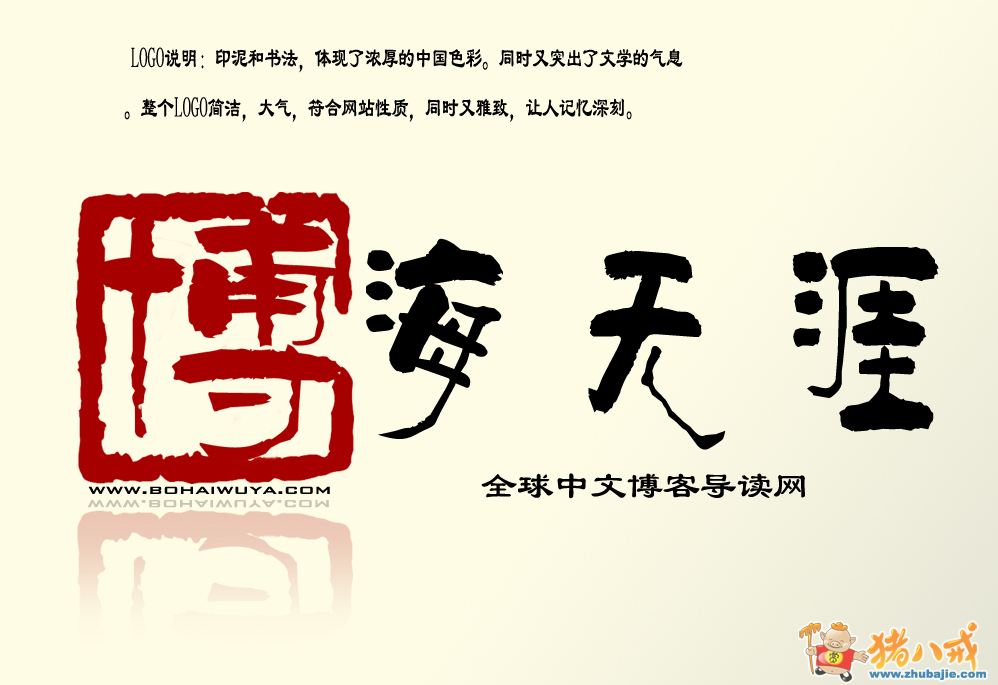 LOGO说明：印泥和书法，体现了浓厚的中国色彩。同时又突出了文学的气息
。整个LOGO简洁，大气，符合网站性质，同时又雅致，让人记忆深刻。
博海无涯
WWW.BOHAIWUYA.COM
全球中文博客导读网
猪八戒
www.zhubajie.com